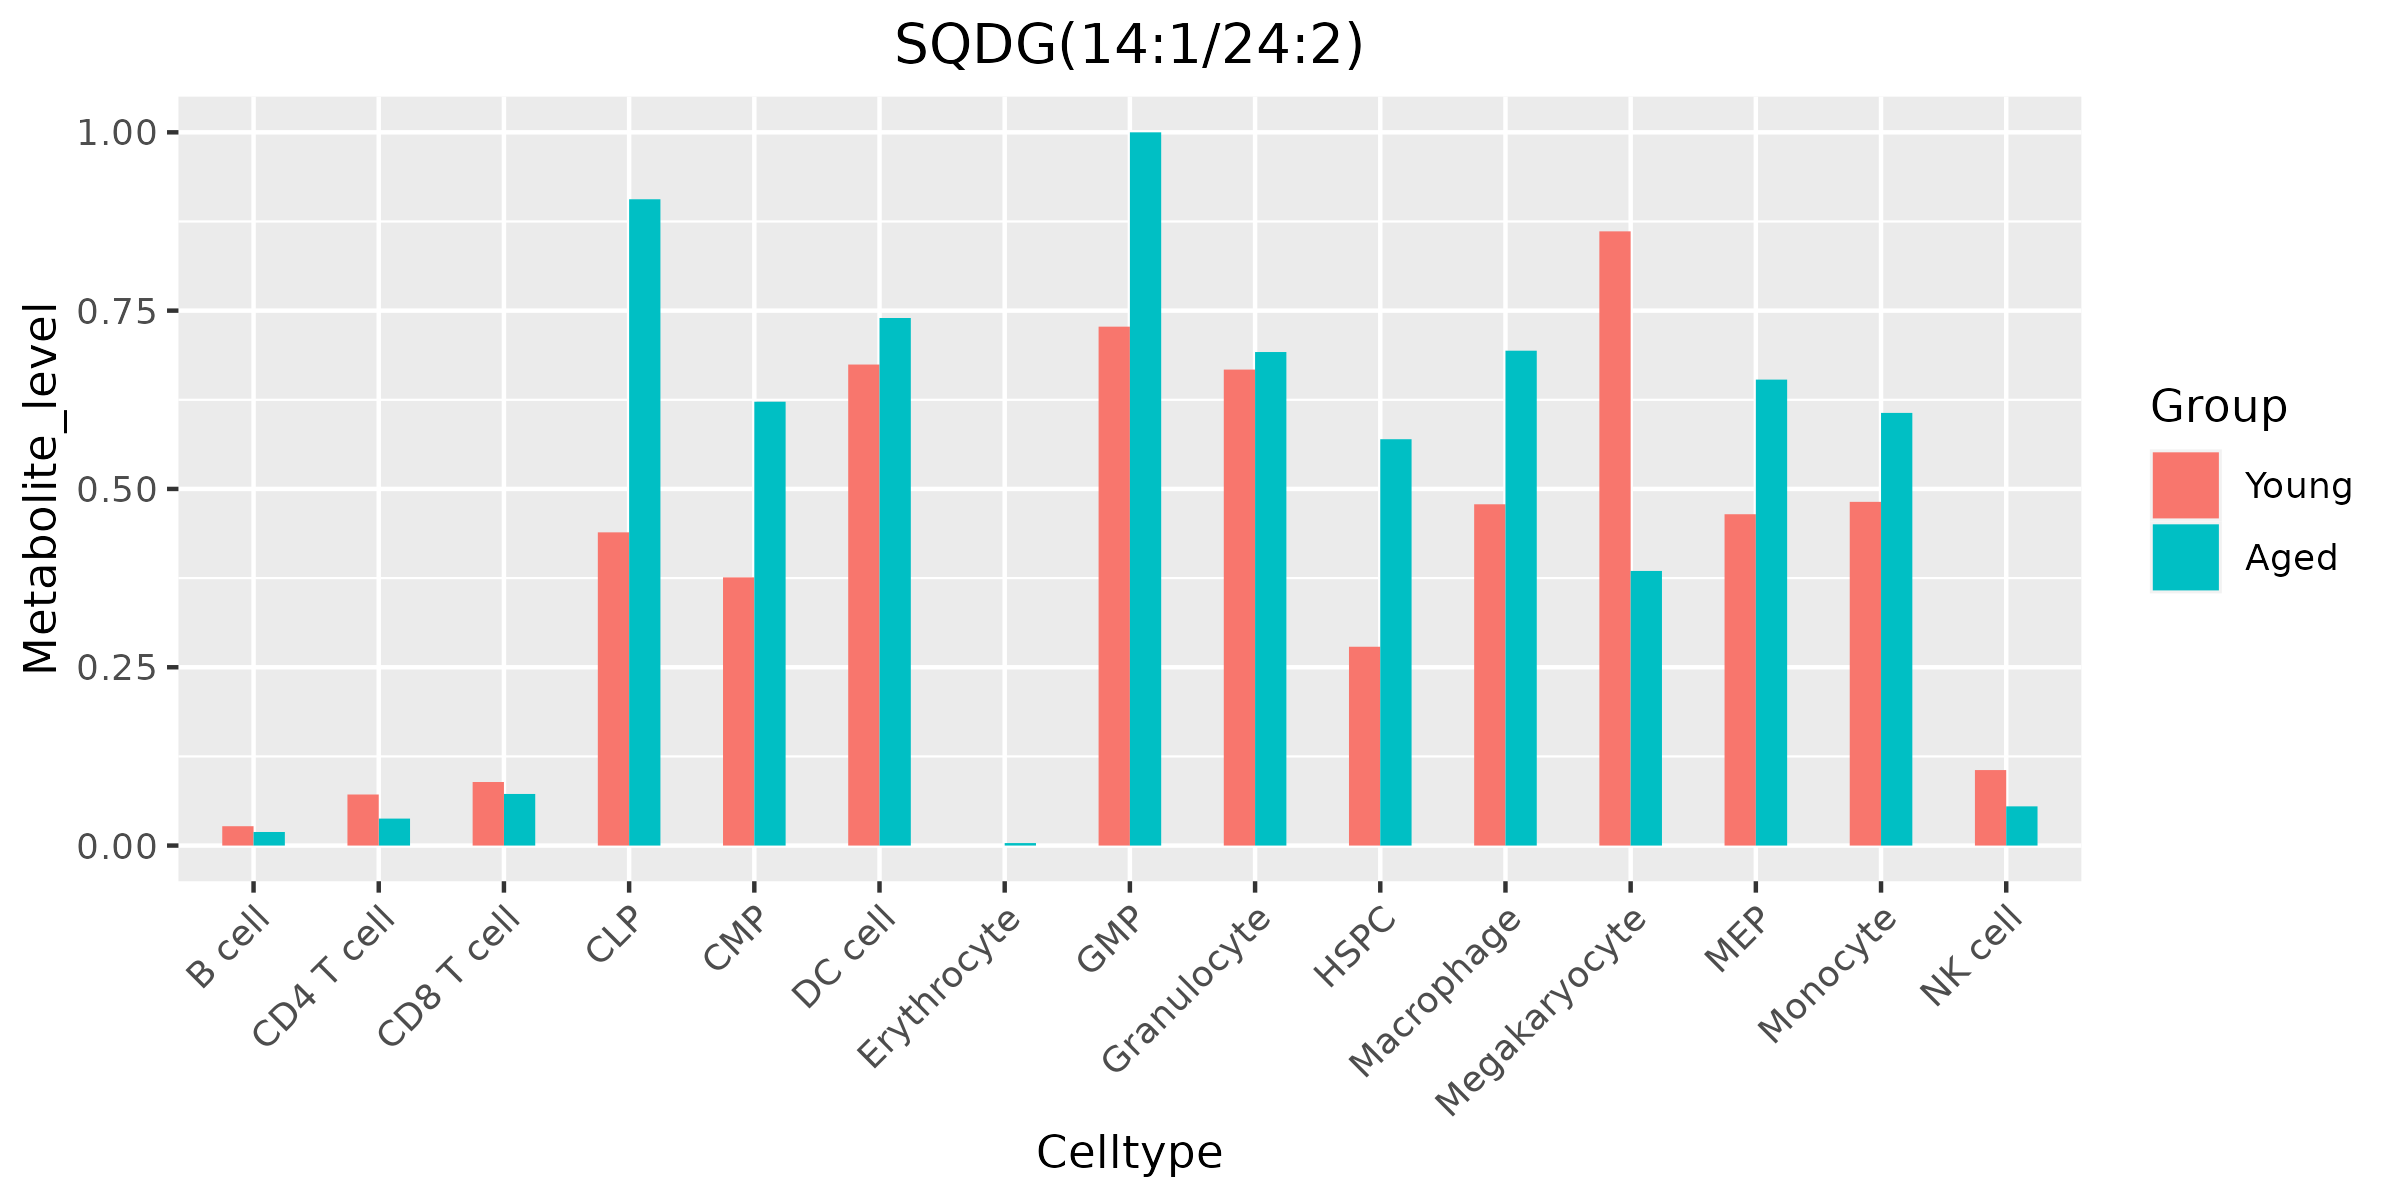 SQDG(14:1/24:2)
Metabolite_level
1.00
0.75
0.50
0.25
0.00
B cell
CD4 T cell
CD8 T cell
CLP
CMP
DC cell
Erythrocyte
GMP
Granulocyte
HSPC
Macrophage
Megakaryocyte
MEP
Monocyte
NK cell
Celltype
Group
Young
Aged